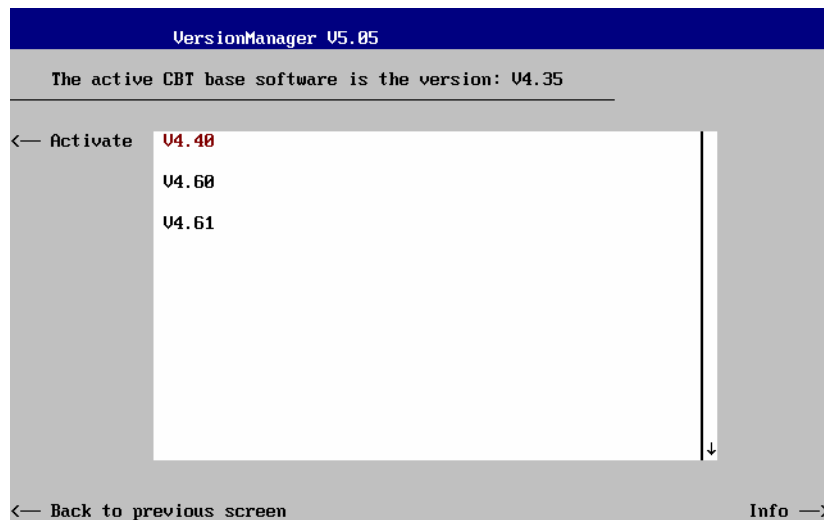 VersionManager V5.05
The active CBT base software is the version: V4.35
<— Activate V4.40
V4.60
V4.61
↓
<— Back to previous screen Info —>